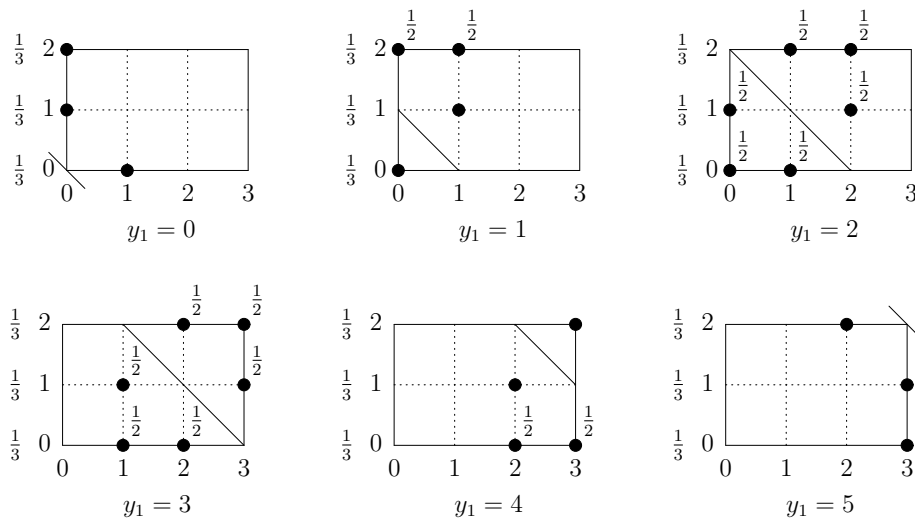 1/2 1/2 1/2 1/2
1/3 2 1/3 2 1/3 2
1/2 1/2
1/3 1 1/3 1 1/3 1
1/2 1/2
1/3 0 1/3 0 1/3 0
0 1 2 3 0 1 2 3 0 1 2 3
y₁ = 0 y₁ = 1 y₁ = 2
1/2 1/2
1/3 2 1/3 2 1/3 2
1/2 1/2
1/3 1 1/3 1 1/3 1
1/2 1/2 1/2
1/3 0 1/3 0 1/3 0
0 1 2 3 0 1 2 3 0 1 2 3
y₁ = 3 y₁ = 4 y₁ = 5